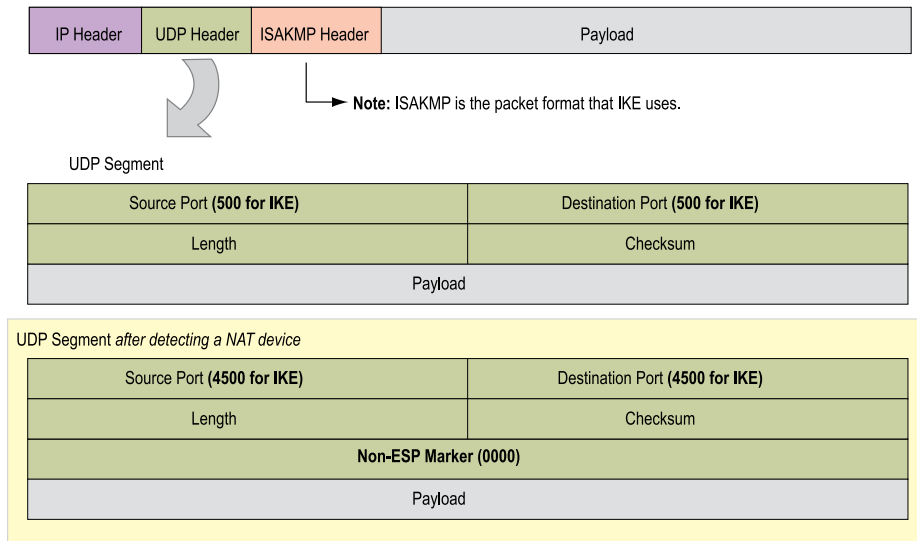 IP Header UDP Header ISAKMP Header Payload
Note: ISAKMP is the packet format that IKE uses.
UDP Segment
Source Port (500 for IKE) Destination Port (500 for IKE)
Length Checksum
Payload
UDP Segment after detecting a NAT device
Source Port (4500 for IKE) Destination Port (4500 for IKE)
Length Checksum
Non-ESP Marker (0000)
Payload